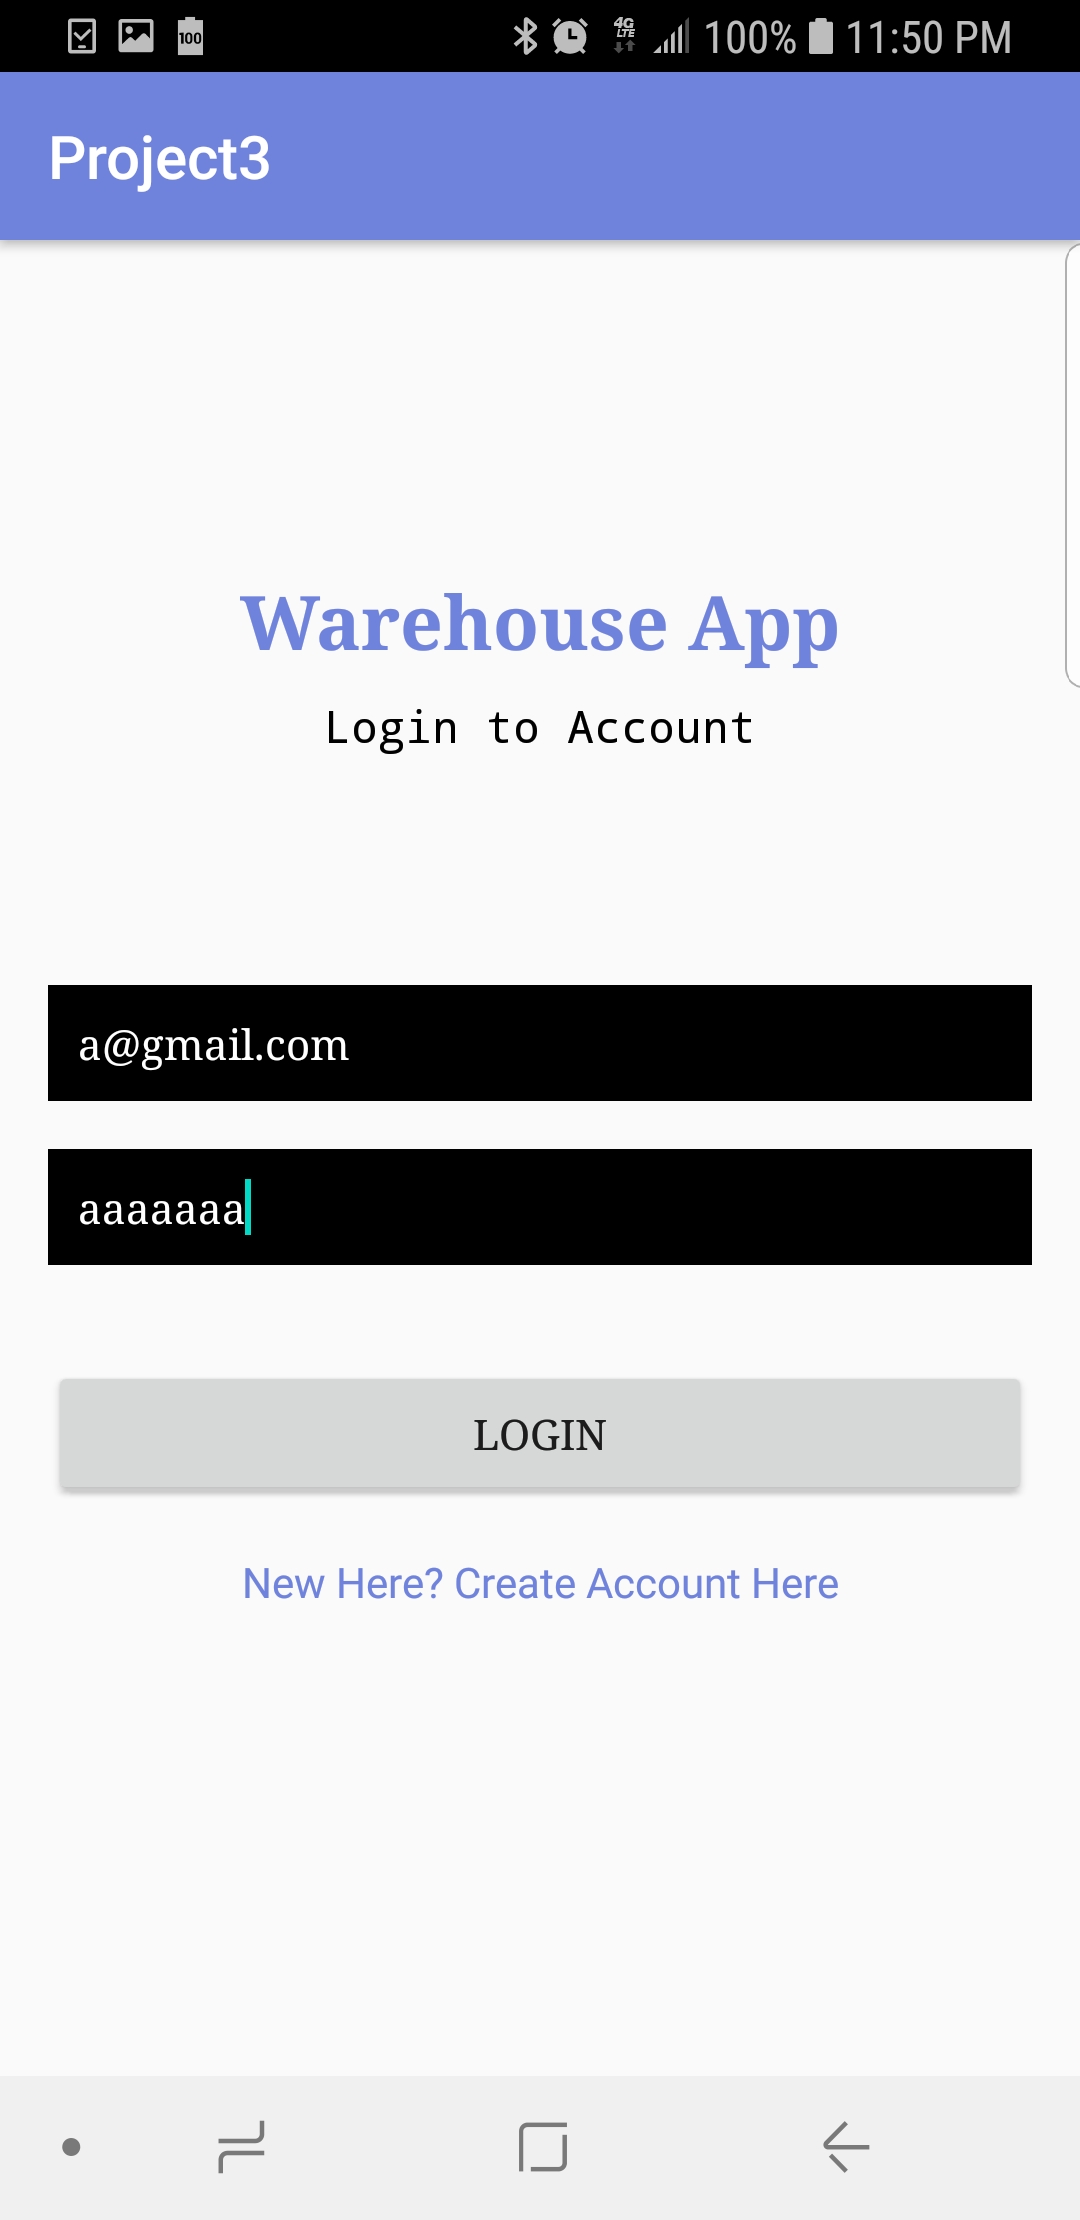 100 4G LTE 100% 11:50 PM
Project3
Warehouse App
Login to Account
a@gmail.com
aaaaaaa
LOGIN
New Here? Create Account Here